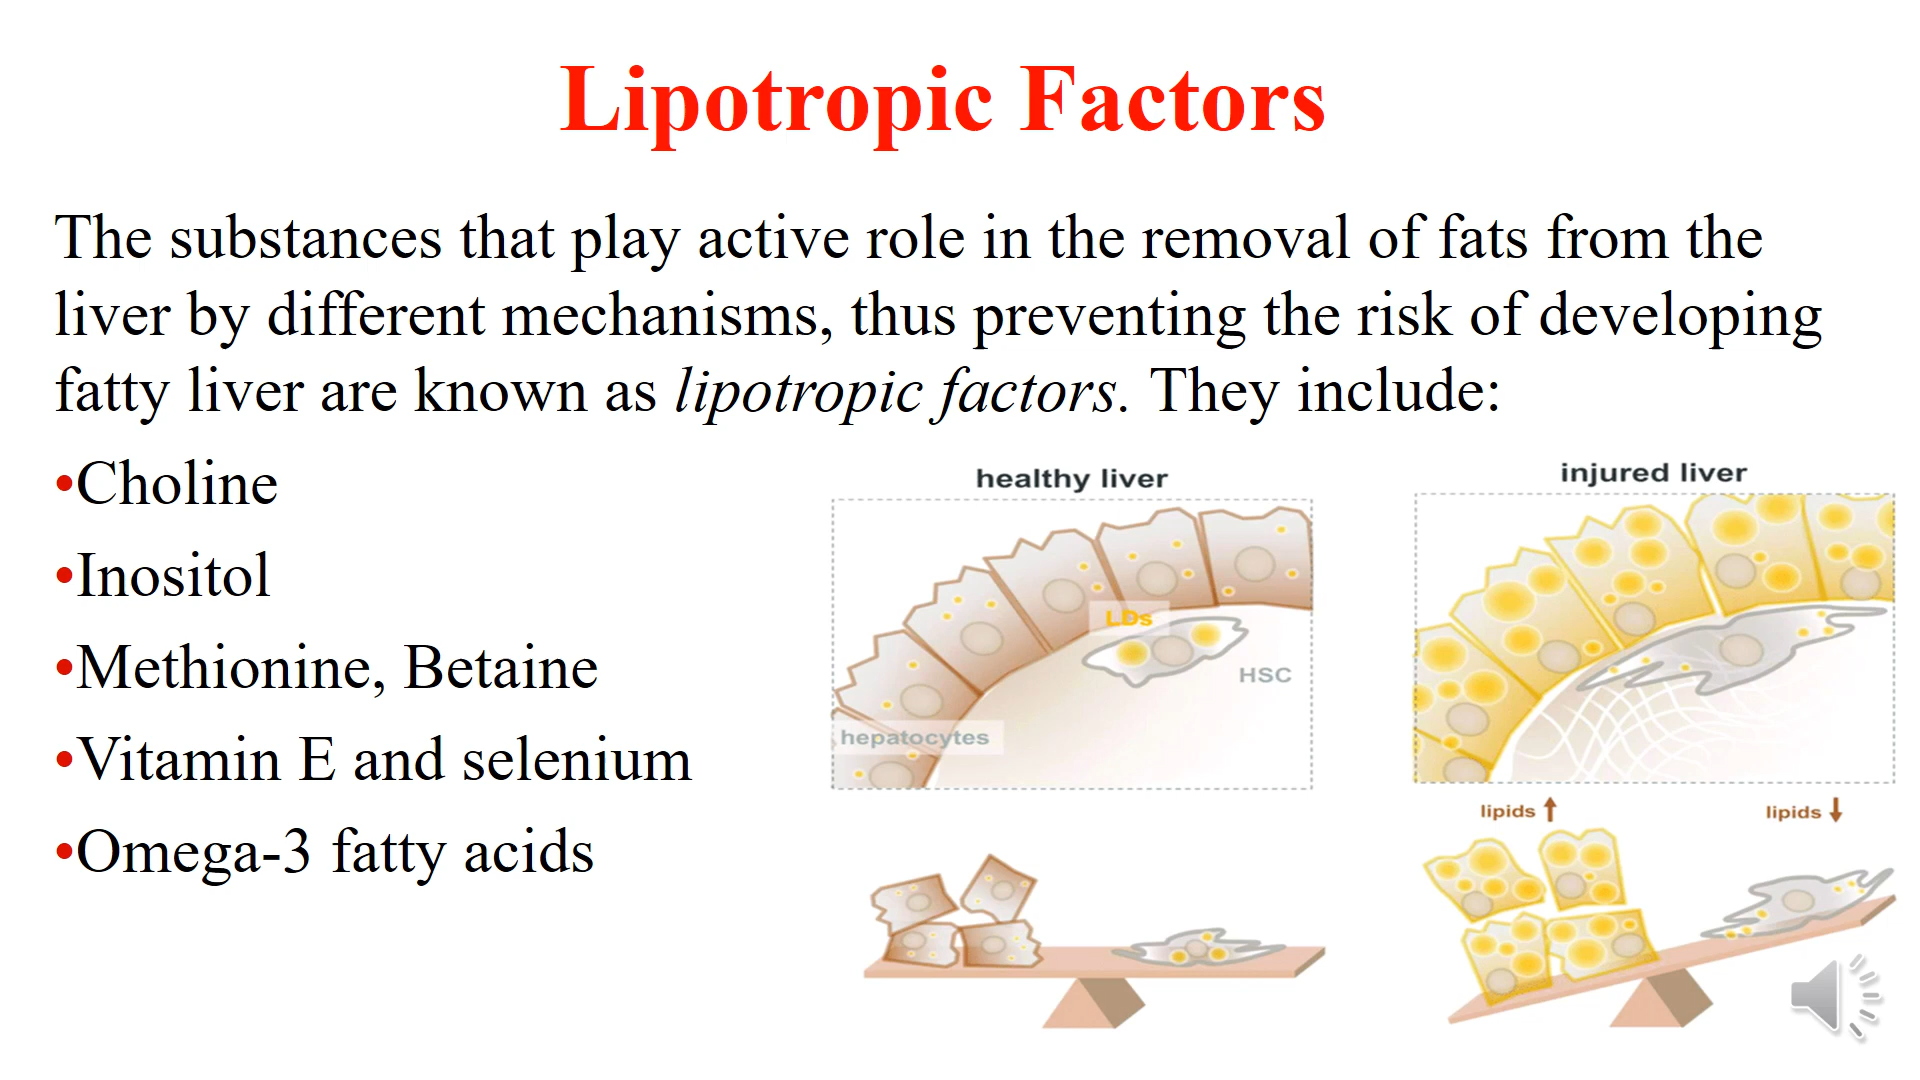 Lipotropic Factors
The substances that play active role in the removal of fats from the
liver by different mechanisms, thus preventing the risk of developing
fatty liver are known as lipotropic factors. They include:
•Choline
•Inositol
•Methionine, Betaine
•Vitamin E and selenium
•Omega-3 fatty acids
healthy liver
LDs
HSC
hepatocytes
injured liver
lipids ↑
lipids ↓